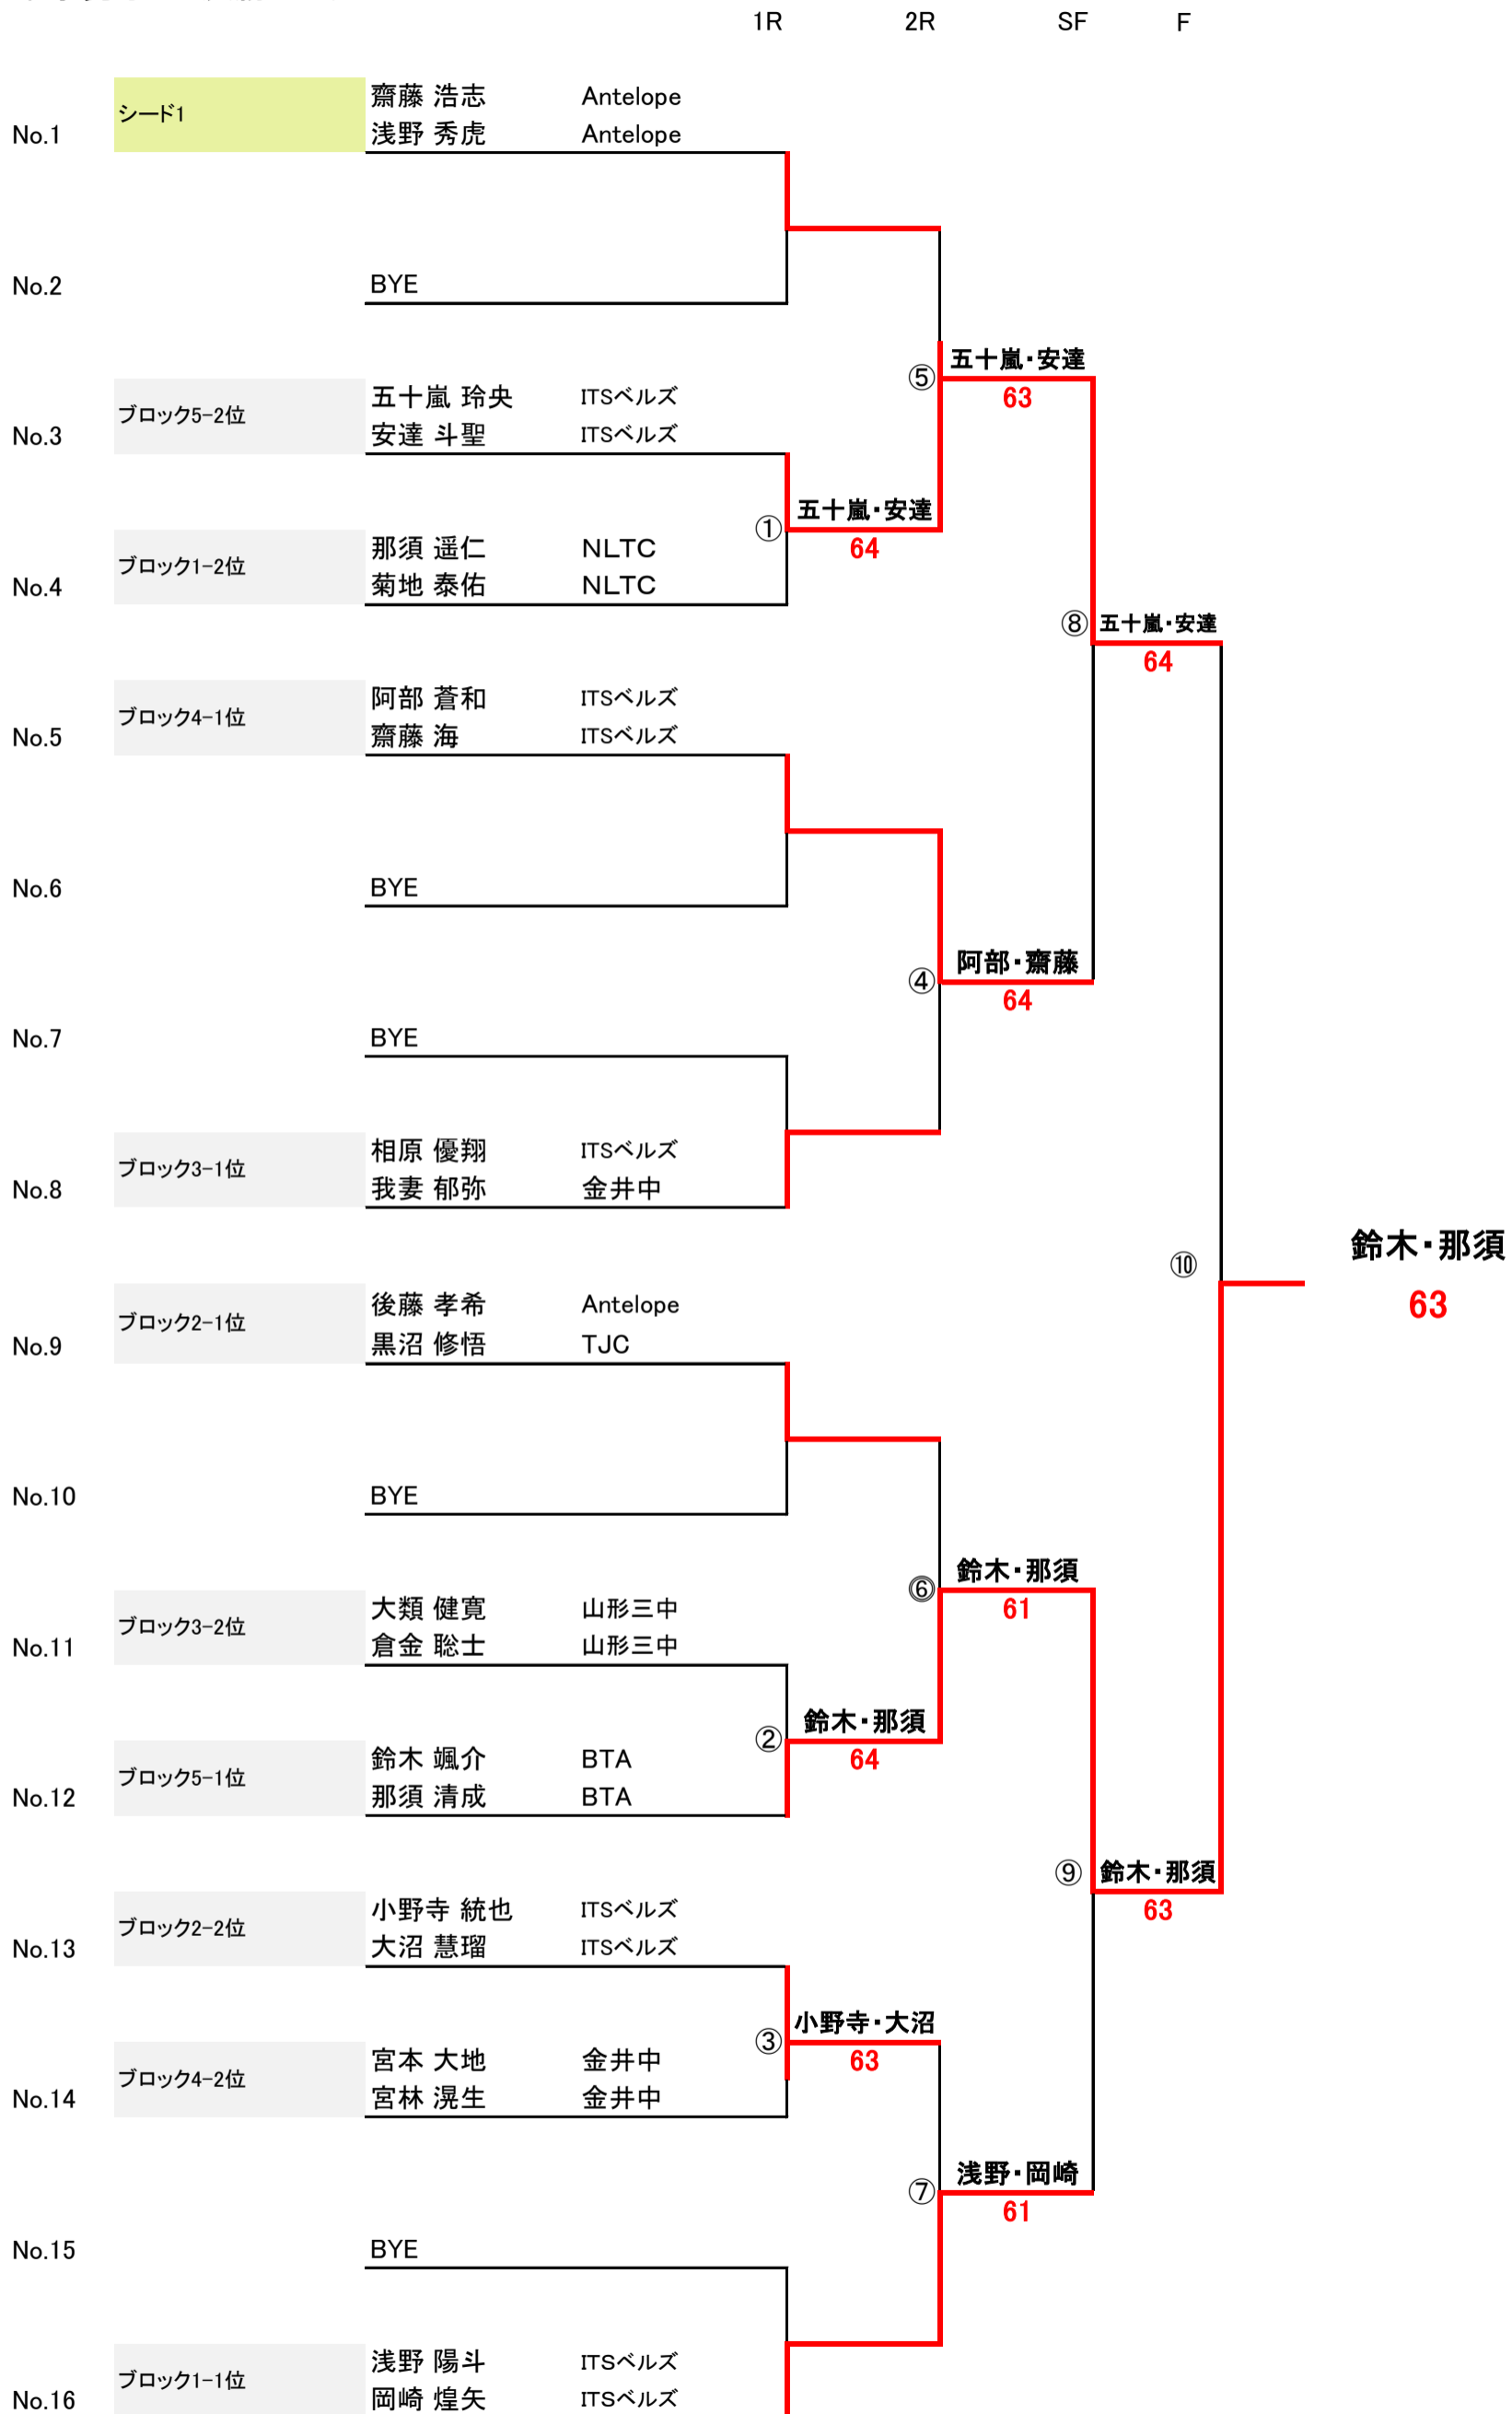 1R 2R SF F
シード1
齋藤 浩志 Antelope
No.1 浅野 秀虎 Antelope
No.2 BYE
五十嵐・安達
⑤
63
ブロック5-2位
五十嵐 玲央 ITSベルズ
No.3 安達 斗聖 ITSベルズ
五十嵐・安達
①
64
ブロック1-2位
那須 遥仁 NLTC
No.4 菊地 泰佑 NLTC
⑧ 五十嵐・安達
64
ブロック4-1位
阿部 蒼和 ITSベルズ
No.5 齋藤 海 ITSベルズ
No.6 BYE
阿部・齋藤
④
64
No.7 BYE
ブロック3-1位
相原 優翔 ITSベルズ
No.8 我妻 郁弥 金井中
鈴木・那須
⑩
63
ブロック2-1位
後藤 孝希 Antelope
No.9 黒沼 修悟 TJC
No.10 BYE
鈴木・那須
⑥
61
ブロック3-2位
大類 健寛 山形三中
No.11 倉金 聡士 山形三中
鈴木・那須
②
64
ブロック5-1位
鈴木 颯介 BTA
No.12 那須 清成 BTA
⑨ 鈴木・那須
63
ブロック2-2位
小野寺 統也 ITSベルズ
No.13 大沼 慧瑠 ITSベルズ
小野寺・大沼
③
63
ブロック4-2位
宮本 大地 金井中
No.14 宮林 滉生 金井中
浅野・岡崎
⑦
61
No.15 BYE
ブロック1-1位
浅野 陽斗 ITSベルズ
No.16 岡崎 煌矢 ITSベルズ